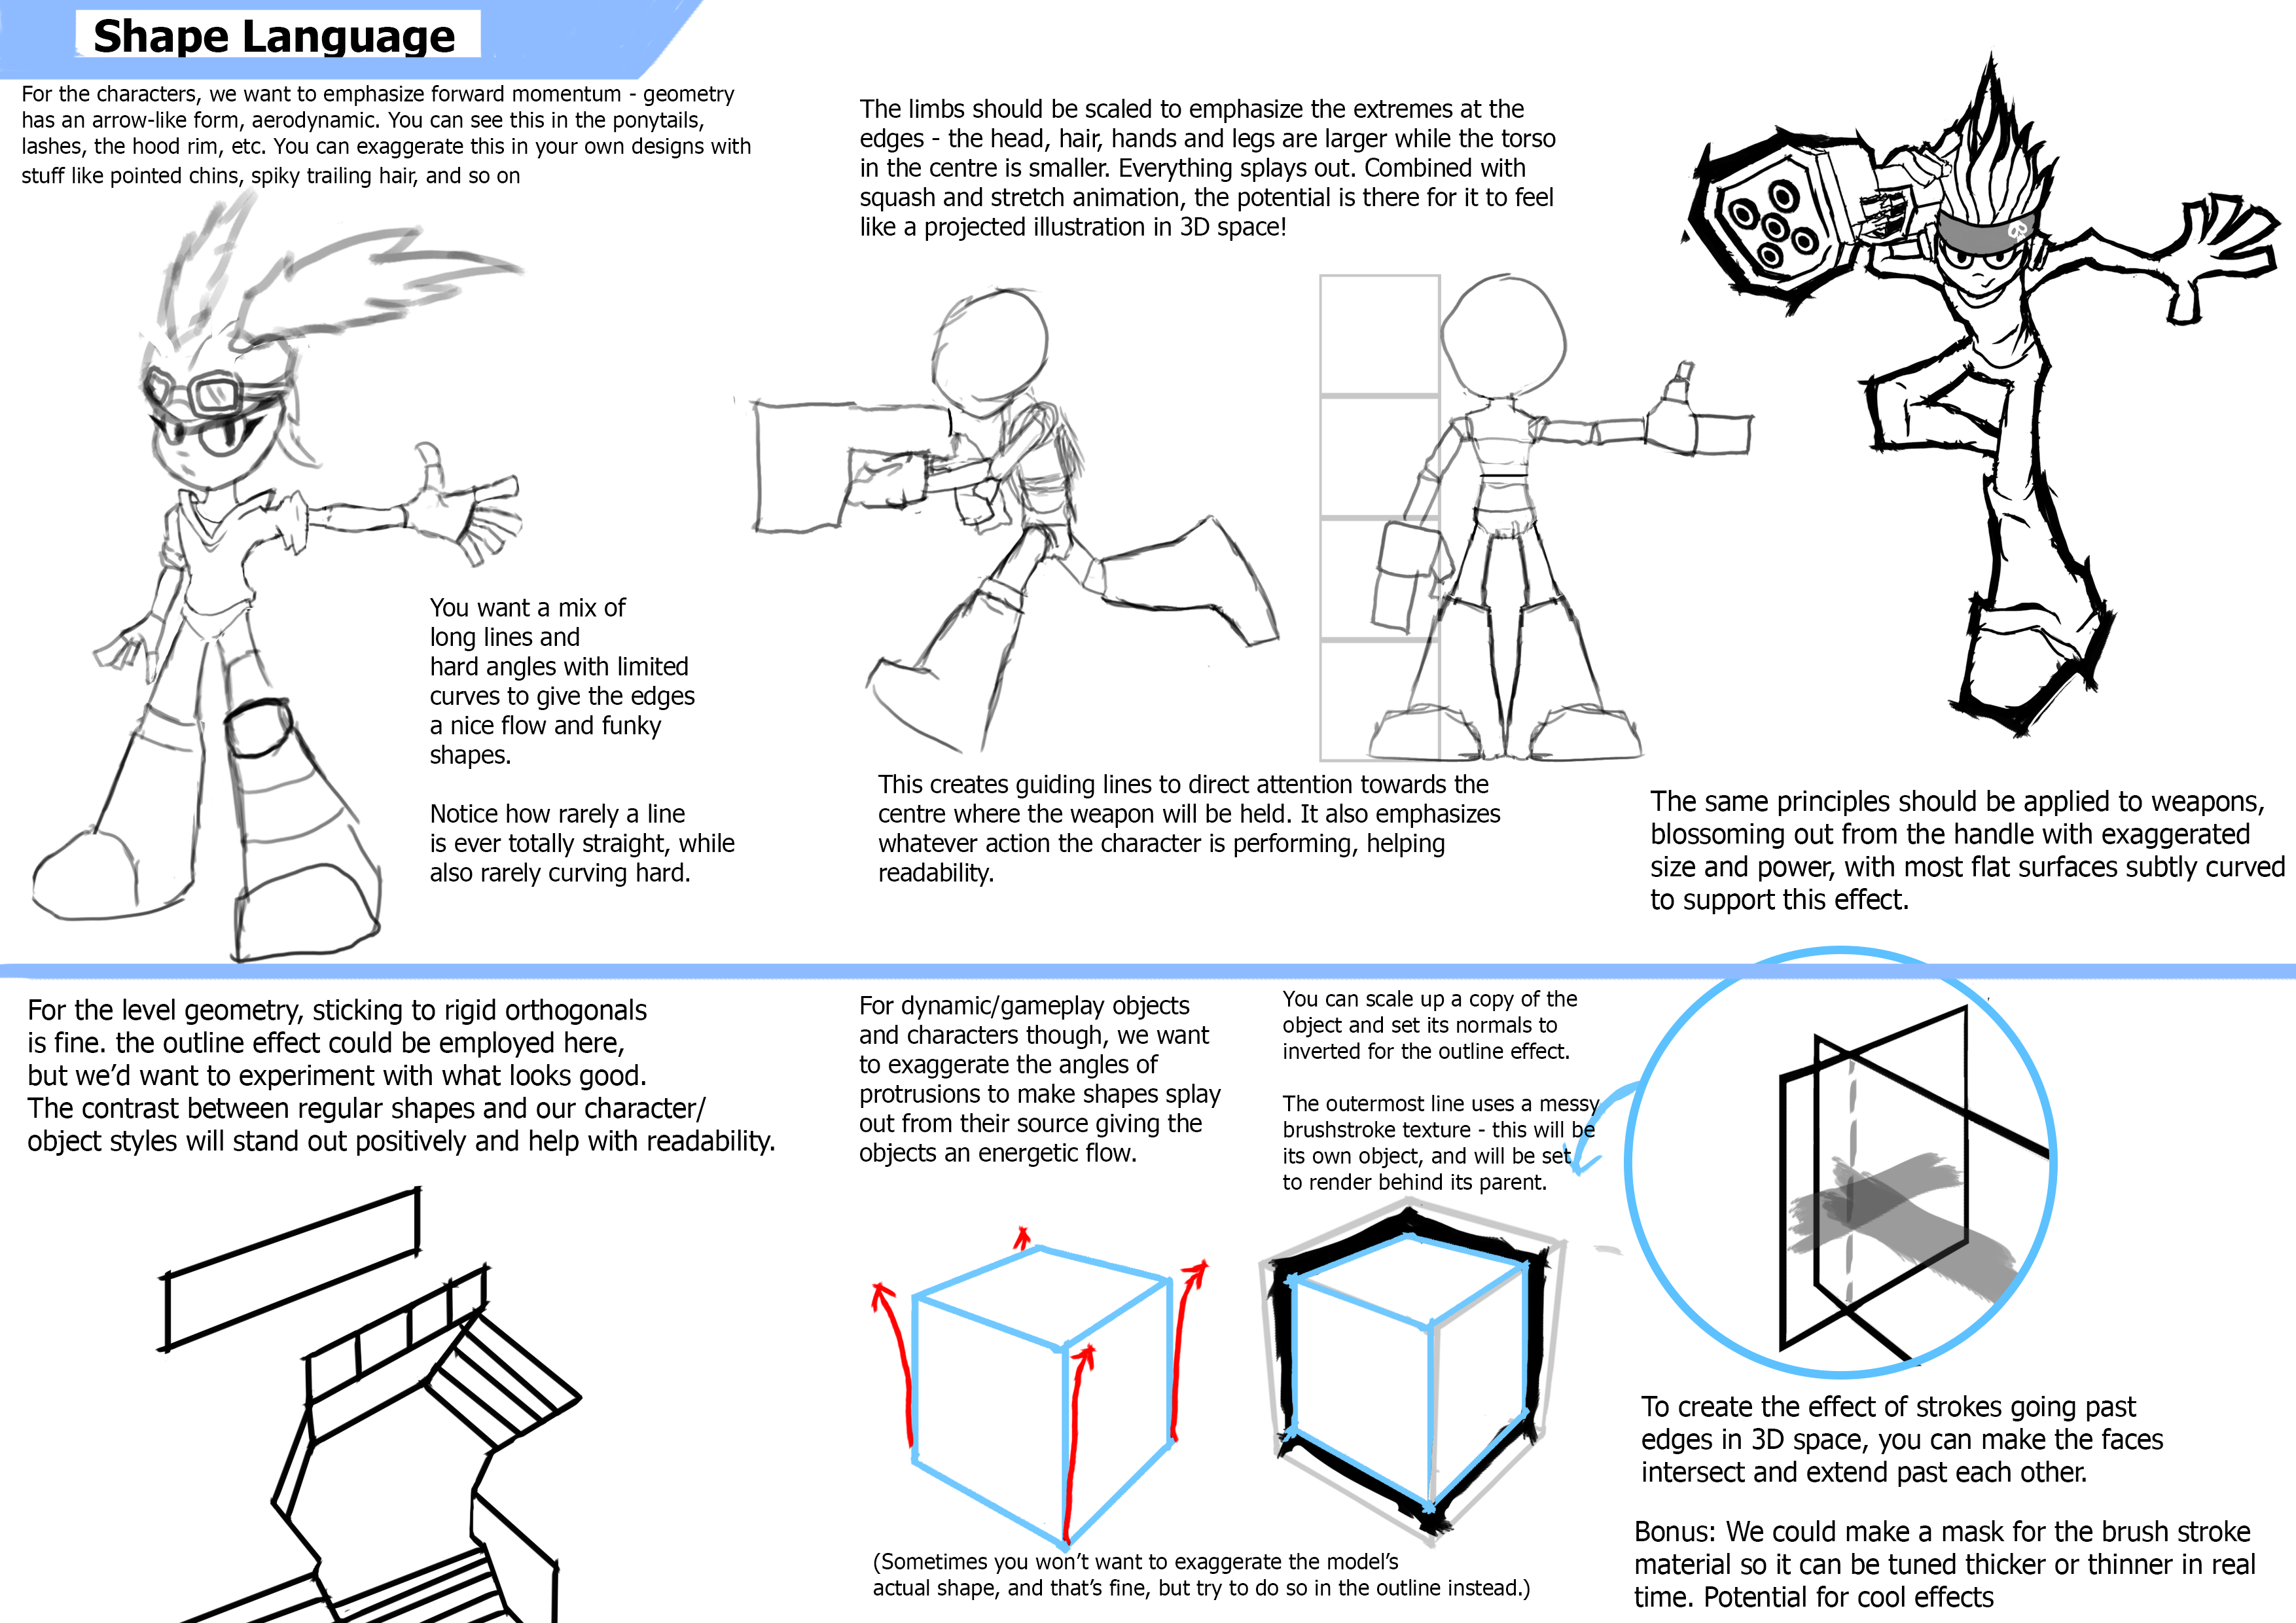 Shape Language
For the characters, we want to emphasize forward momentum - geometry
has an arrow-like form, aerodynamic. You can see this in the ponytails,
lashes, the hood rim, etc. You can exaggerate this in your own designs with
stuff like pointed chins, spiky trailing hair, and so on
You want a mix of
long lines and
hard angles with limited
curves to give the edges
a nice flow and funky
shapes.
Notice how rarely a line
is ever totally straight, while
also rarely curving hard.
The limbs should be scaled to emphasize the extremes at the
edges - the head, hair, hands and legs are larger while the torso
in the centre is smaller. Everything splays out. Combined with
squash and stretch animation, the potential is there for it to feel
like a projected illustration in 3D space!
This creates guiding lines to direct attention towards the
centre where the weapon will be held. It also emphasizes
whatever action the character is performing, helping
readability.
The same principles should be applied to weapons,
blossoming out from the handle with exaggerated
size and power, with most flat surfaces subtly curved
to support this effect.
For the level geometry, sticking to rigid orthogonals
is fine. the outline effect could be employed here,
but we'd want to experiment with what looks good.
The contrast between regular shapes and our character/
object styles will stand out positively and help with readability.
For dynamic/gameplay objects
and characters though, we want
to exaggerate the angles of
protrusions to make shapes splay
out from their source giving the
objects an energetic flow.
You can scale up a copy of the
object and set its normals to
inverted for the outline effect.
The outermost line uses a messy
brushstroke texture - this will be
its own object, and will be set
to render behind its parent.
(Sometimes you won't want to exaggerate the model's
actual shape, and that's fine, but try to do so in the outline instead.)
To create the effect of strokes going past
edges in 3D space, you can make the faces
intersect and extend past each other.
Bonus: We could make a mask for the brush stroke
material so it can be tuned thicker or thinner in real
time. Potential for cool effects